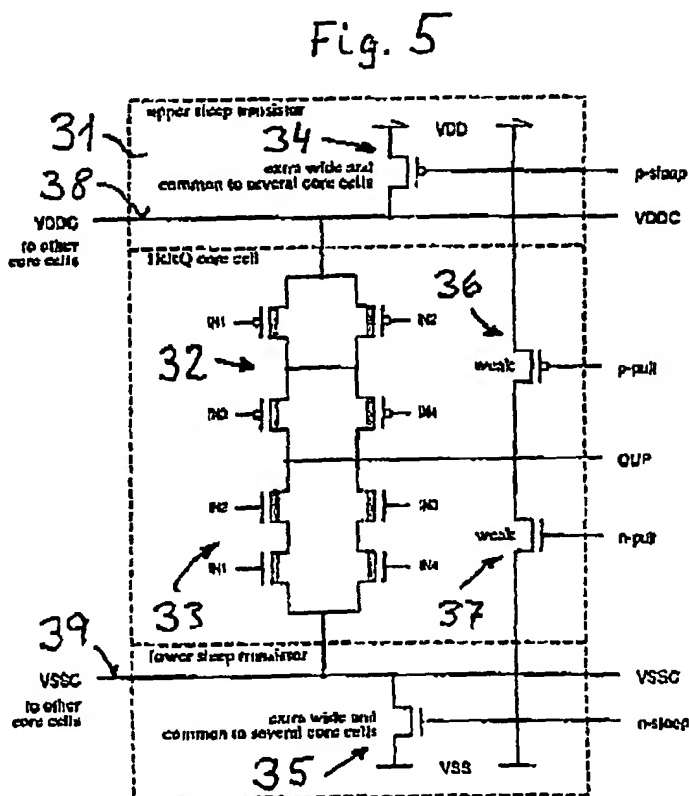 Fig. 5
upper sleep transistor
31
34
VDD
extra wide and
common to several core cells
p-sleep
38
VDDC
VDDC
to other
core cells
core cell
IN1
IN2
36
32
weak
p-pull
IN3
IN4
OUP
IN2
IN3
weak
n-pull
33
IN1
IN4
37
39
lower sleep transistor
VSSC
VSSC
to other
core cells
extra wide and
common to several core cells
n-sleep
35
VSS